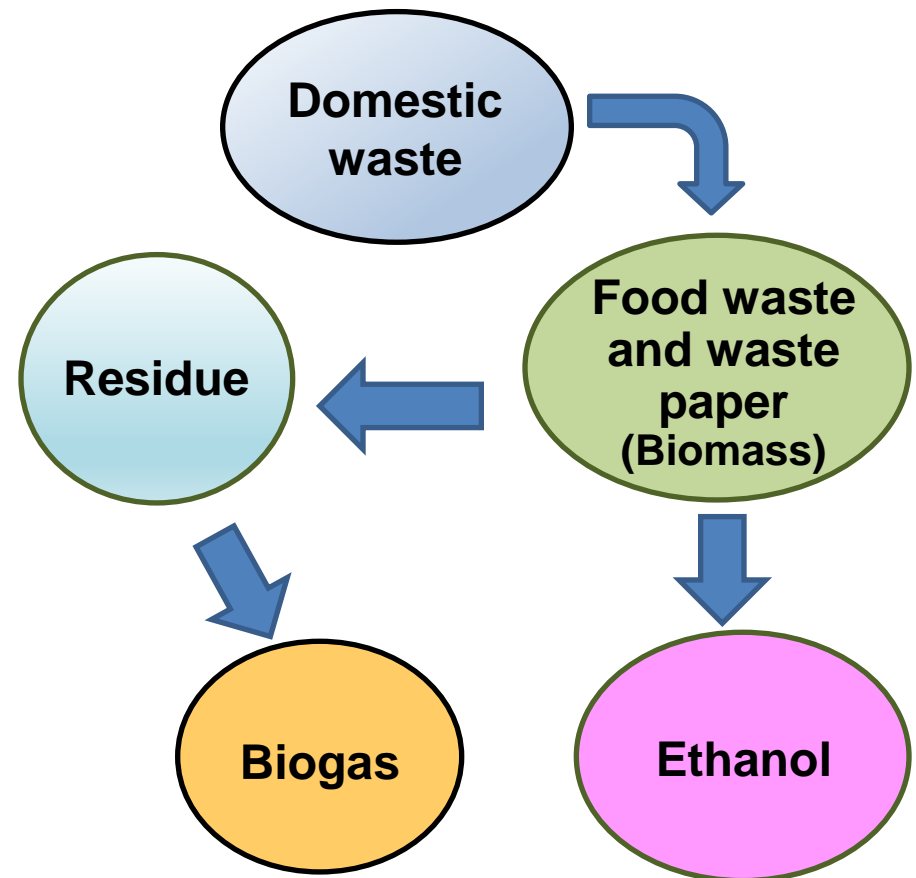 Domestic
waste
Food waste
and waste
paper
(Biomass)
Residue
Biogas
Ethanol